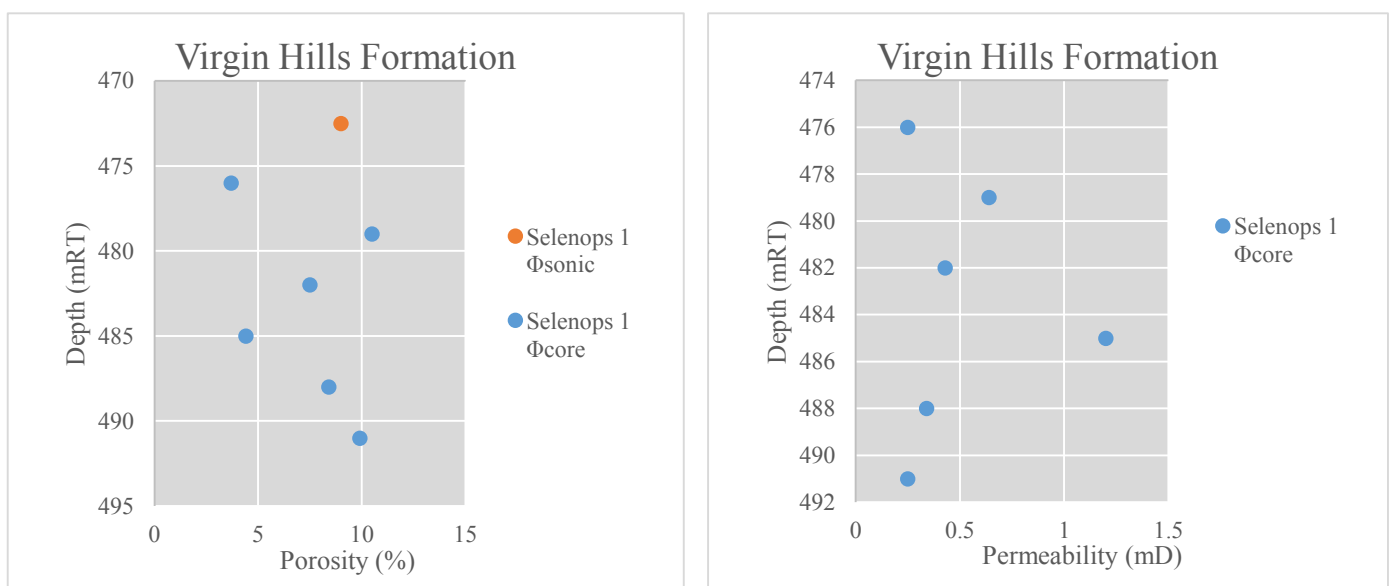 Virgin Hills Formation
470
475
480
485
490
495
0 5 10 15
Depth (mRT)
Porosity (%)
Selenops 1
Φsonic
Selenops 1
Φcore
Virgin Hills Formation
474
476
478
480
482
484
486
488
490
492
0 0.5 1 1.5
Depth (mRT)
Permeability (mD)
Selenops 1
Φcore